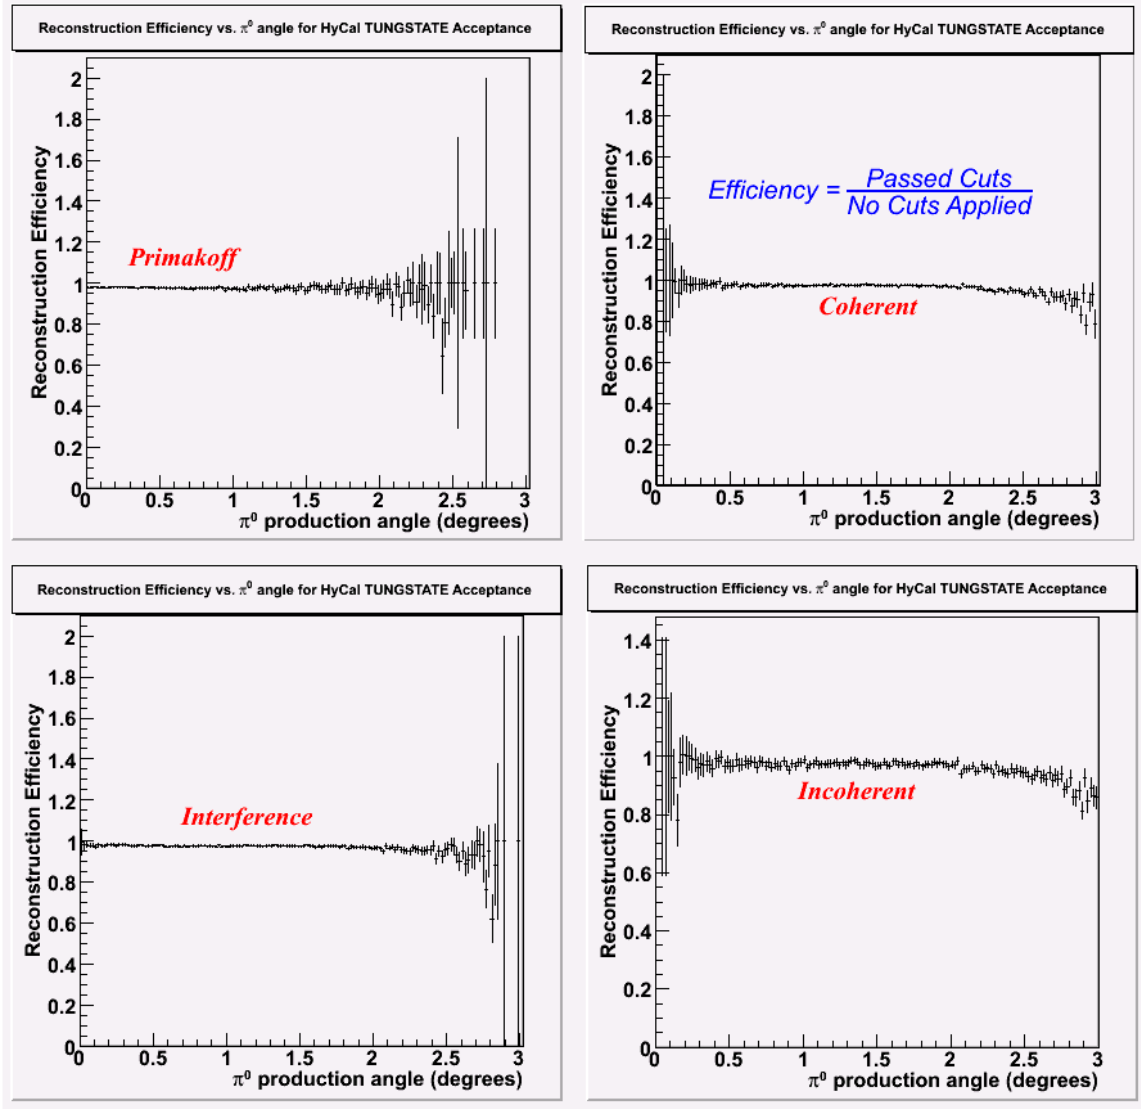 Reconstruction Efficiency vs. π⁰ angle for HyCal TUNGSTATE Acceptance
Reconstruction Efficiency
2
1.8
1.6
1.4
1.2
1
0.8
0.6
0.4
0.2
0
Primakoff
0 0.5 1 1.5 2 2.5 3
π⁰ production angle (degrees)
Reconstruction Efficiency vs. π⁰ angle for HyCal TUNGSTATE Acceptance
Reconstruction Efficiency
2
1.8
1.6
1.4
1.2
1
0.8
0.6
0.4
0.2
0
Efficiency = Passed Cuts
No Cuts Applied
Coherent
0 0.5 1 1.5 2 2.5 3
π⁰ production angle (degrees)
Reconstruction Efficiency vs. π⁰ angle for HyCal TUNGSTATE Acceptance
Reconstruction Efficiency
2
1.8
1.6
1.4
1.2
1
0.8
0.6
0.4
0.2
0
Interference
0 0.5 1 1.5 2 2.5 3
π⁰ production angle (degrees)
Reconstruction Efficiency vs. π⁰ angle for HyCal TUNGSTATE Acceptance
Reconstruction Efficiency
1.4
1.2
1
0.8
0.6
0.4
0.2
0
Incoherent
0 0.5 1 1.5 2 2.5 3
π⁰ production angle (degrees)